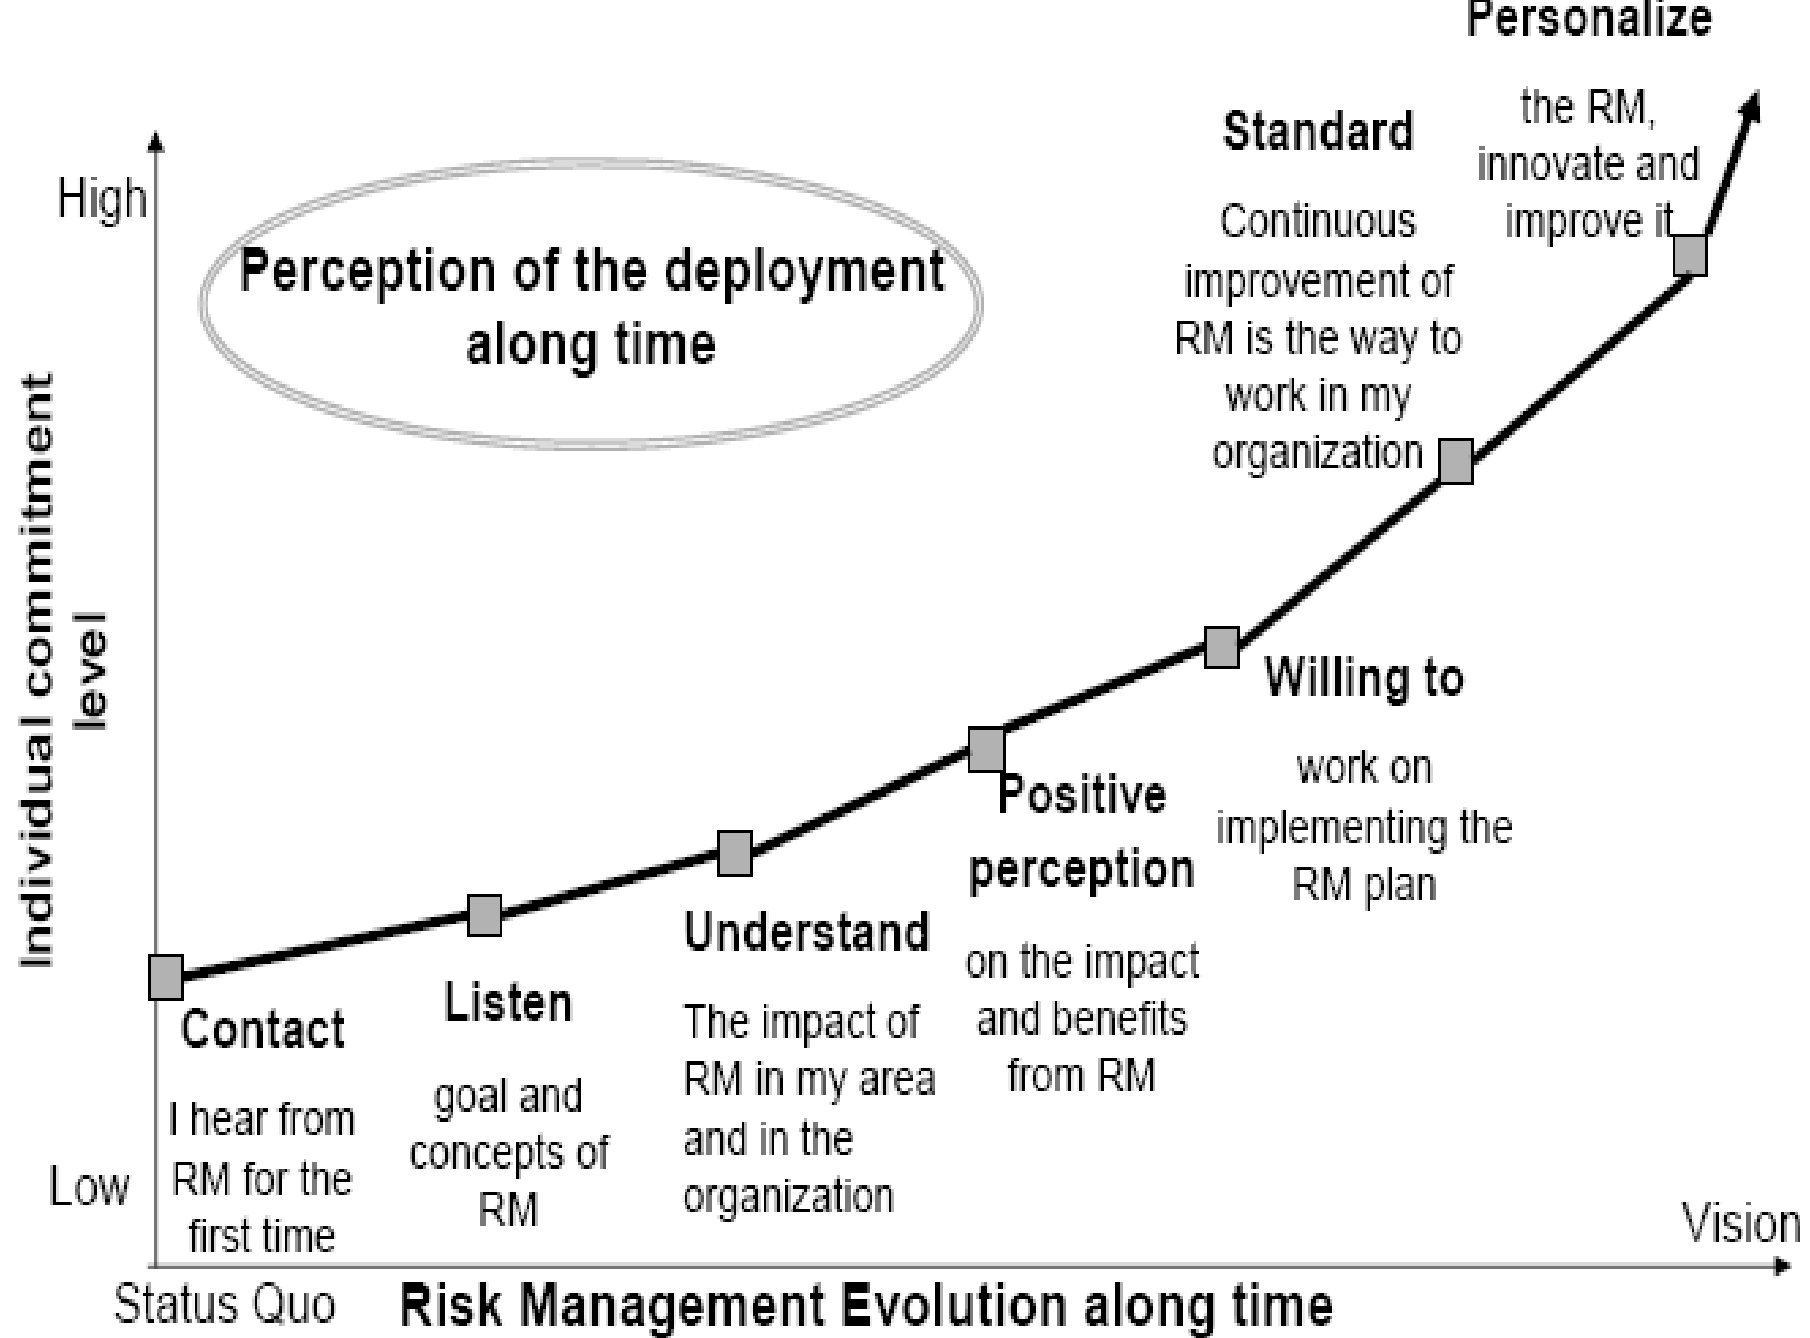 Personalize
the RM,
innovate and
improve it
Standard
Continuous
improvement of
RM is the way to
work in my
organization
High
Perception of the deployment
along time
Individual commitment
level
Willing to
work on
implementing the
RM plan
Positive
perception
on the impact
and benefits
from RM
Understand
The impact of
RM in my area
and in the
organization
Listen
goal and
concepts of
RM
Contact
I hear from
RM for the
first time
Low
Vision
Status Quo
Risk Management Evolution along time